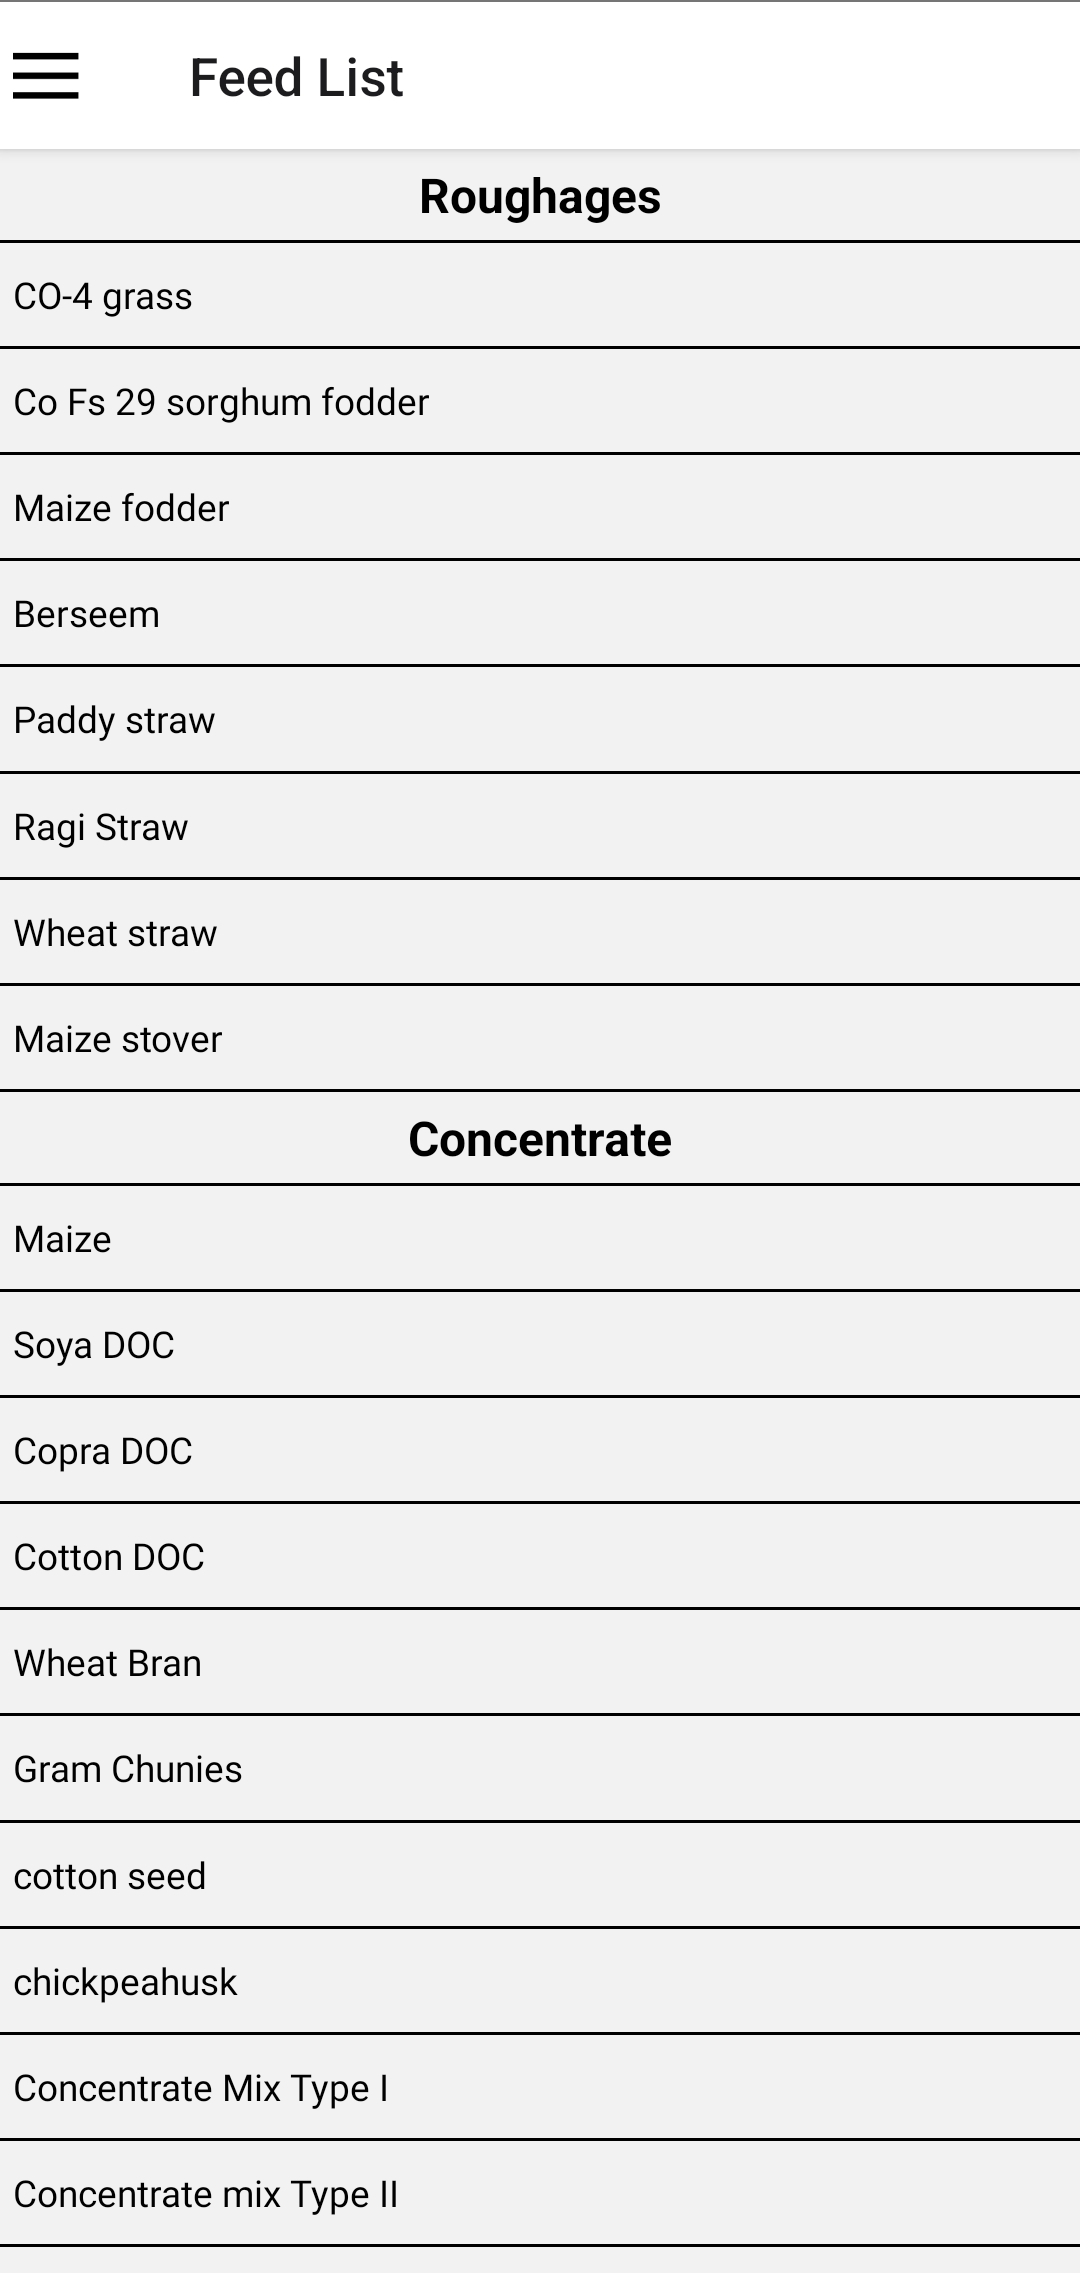 Feed List
Roughages
CO-4 grass
Co Fs 29 sorghum fodder
Maize fodder
Berseem
Paddy straw
Ragi Straw
Wheat straw
Maize stover
Concentrate
Maize
Soya DOC
Copra DOC
Cotton DOC
Wheat Bran
Gram Chunies
cotton seed
chickpeahusk
Concentrate Mix Type I
Concentrate mix Type II